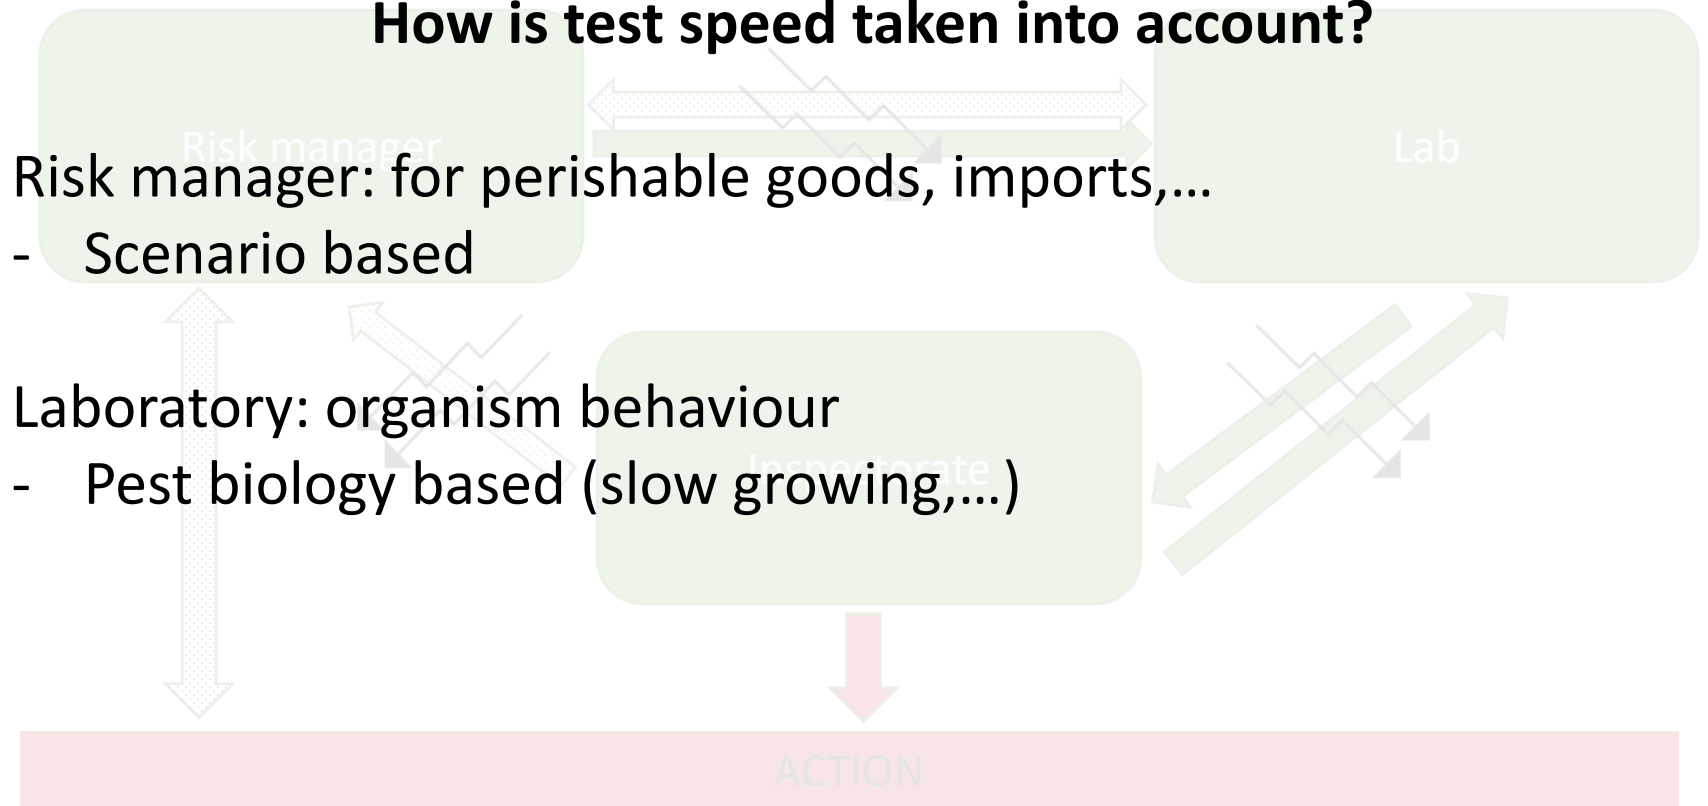 How is test speed taken into account?
Risk manager
Lab
Risk manager: for perishable goods, imports,...
- Scenario based
Laboratory: organism behaviour
Inspectorate
- Pest biology based (slow growing,...)
ACTION